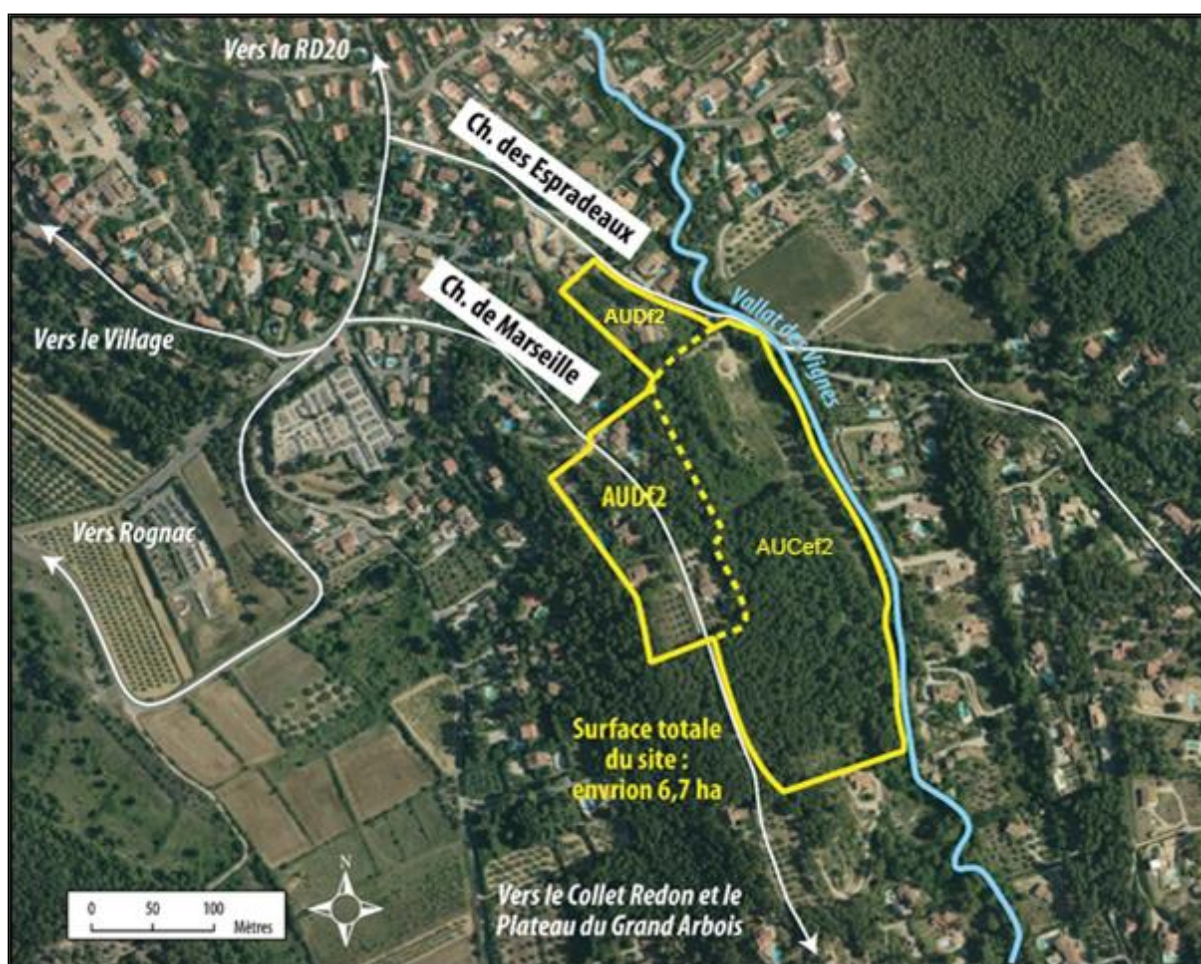 Vers la RD20
Ch. des Espradeaux
Ch. de Marseille
Vallat des Vignes
AUDf2
Vers le Village
AUDf2
Vers Rognac
AUCef2
Surface totale
du site :
envrion 6,7 ha
Vers le Collet Redon et le
Plateau du Grand Arbois
N
0 50 100
Mètres